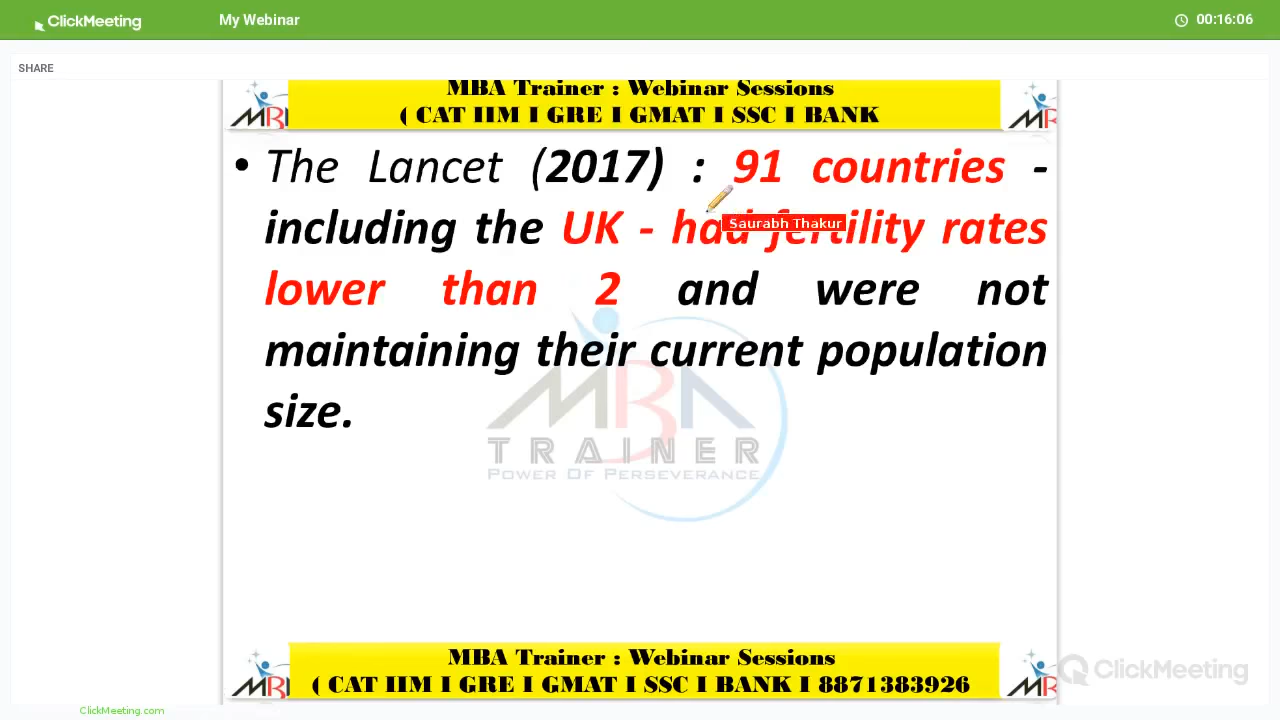 ClickMeeting My Webinar 00:16:06
SHARE
MBA Trainer : Webinar Sessions
( CAT IIM I GRE I GMAT I SSC I BANK
• The Lancet (2017) : 91 countries -
including the UK - had fertility rates
Saurabh Thakur
lower than 2 and were not
maintaining their current population
size.
MBA
TRAINER
POWER OF PERSEVERANCE
MBA Trainer : Webinar Sessions
( CAT IIM I GRE I GMAT I SSC I BANK I 8871383926
ClickMeeting
ClickMeeting.com